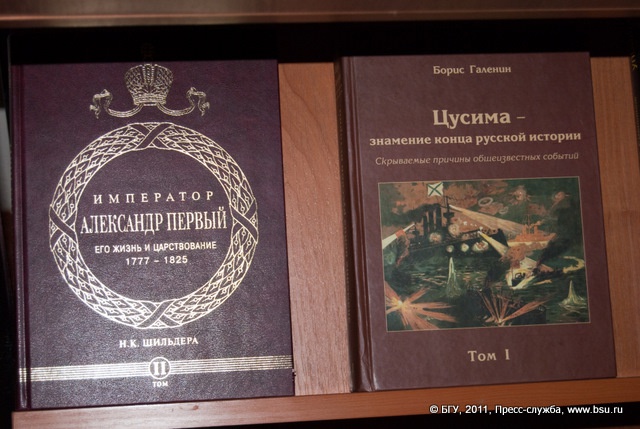 ИМПЕРАТОР
АЛЕКСАНДР ПЕРВЫЙ
ЕГО ЖИЗНЬ И ЦАРСТВОВАНИЕ
1777 - 1825
Н.К. ШИЛЬДЕРА
II
ТОМ
Борис Галенин
Цусима –
знамение конца русской истории
Скрываемые причины общеизвестных событий
Том I
© БГУ, 2011, Пресс-служба, www.bsu.ru